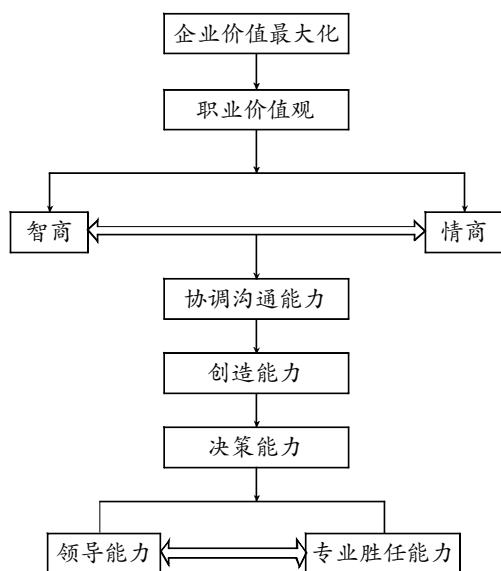 企业价值最大化
职业价值观
智商
情商
协调沟通能力
创造能力
决策能力
领导能力
专业胜任能力